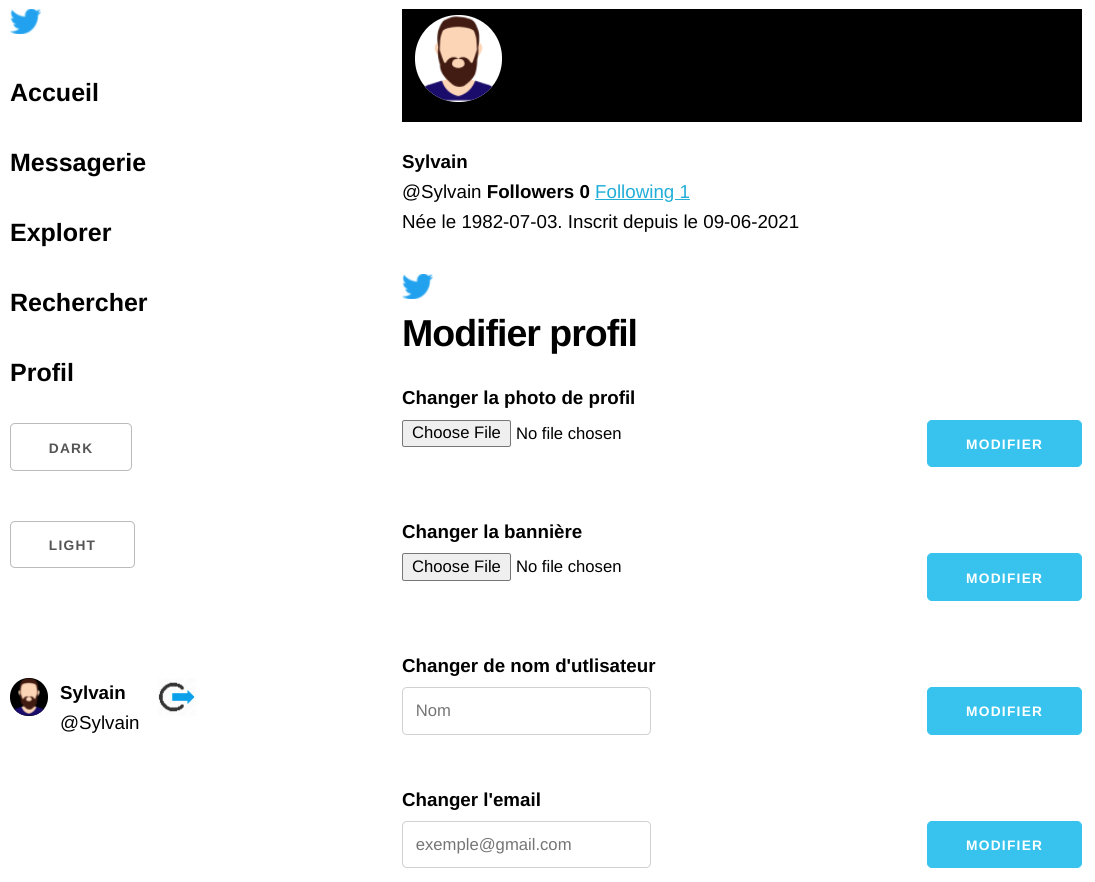 Accueil
Messagerie
Explorer
Rechercher
Profil
DARK
LIGHT
Sylvain
@Sylvain
Sylvain
@Sylvain Followers 0 Following 1
Née le 1982-07-03. Inscrit depuis le 09-06-2021
Modifier profil
Changer la photo de profil
Choose File No file chosen
MODIFIER
Changer la bannière
Choose File No file chosen
MODIFIER
Changer de nom d'utlisateur
Nom
MODIFIER
Changer l'email
exemple@gmail.com
MODIFIER